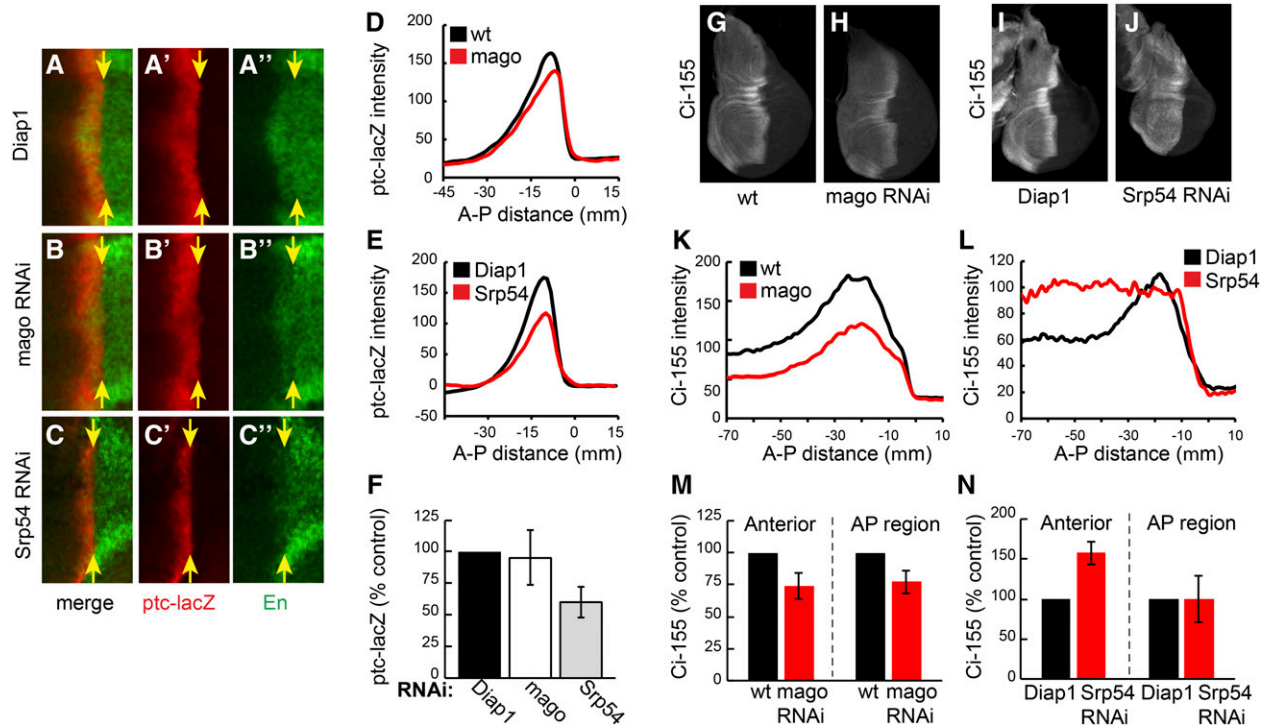 A
A'
A''
Diap1
B
B'
B''
mago RNAi
C
C'
C''
Srp54 RNAi
merge
ptc-lacZ
En
D
wt
mago
ptc-lacZ intensity
200
150
100
50
0
-45
-30
-15
0
15
A-P distance (mm)
E
Diap1
Srp54
ptc-lacZ intensity
200
150
100
50
0
-50
-45
-30
-15
0
15
A-P distance (mm)
F
ptc-lacZ (% control)
125
100
75
50
25
0
RNAi:
Diap1
mago
Srp54
G
H
Ci-155
wt
mago RNAi
I
J
Ci-155
Diap1
Srp54 RNAi
K
wt
mago
Ci-155 intensity
200
150
100
50
0
-70
-50
-30
-10
10
A-P distance (mm)
L
Diap1
Srp54
Ci-155 intensity
120
100
80
60
40
20
0
-70
-50
-30
-10
10
A-P distance (mm)
M
Anterior
AP region
Ci-155 (% control)
125
100
75
50
25
0
wt mago
RNAi
wt mago
RNAi
N
Anterior
AP region
Ci-155 (% control)
200
150
100
50
0
Diap1 Srp54
RNAi
Diap1 Srp54
RNAi